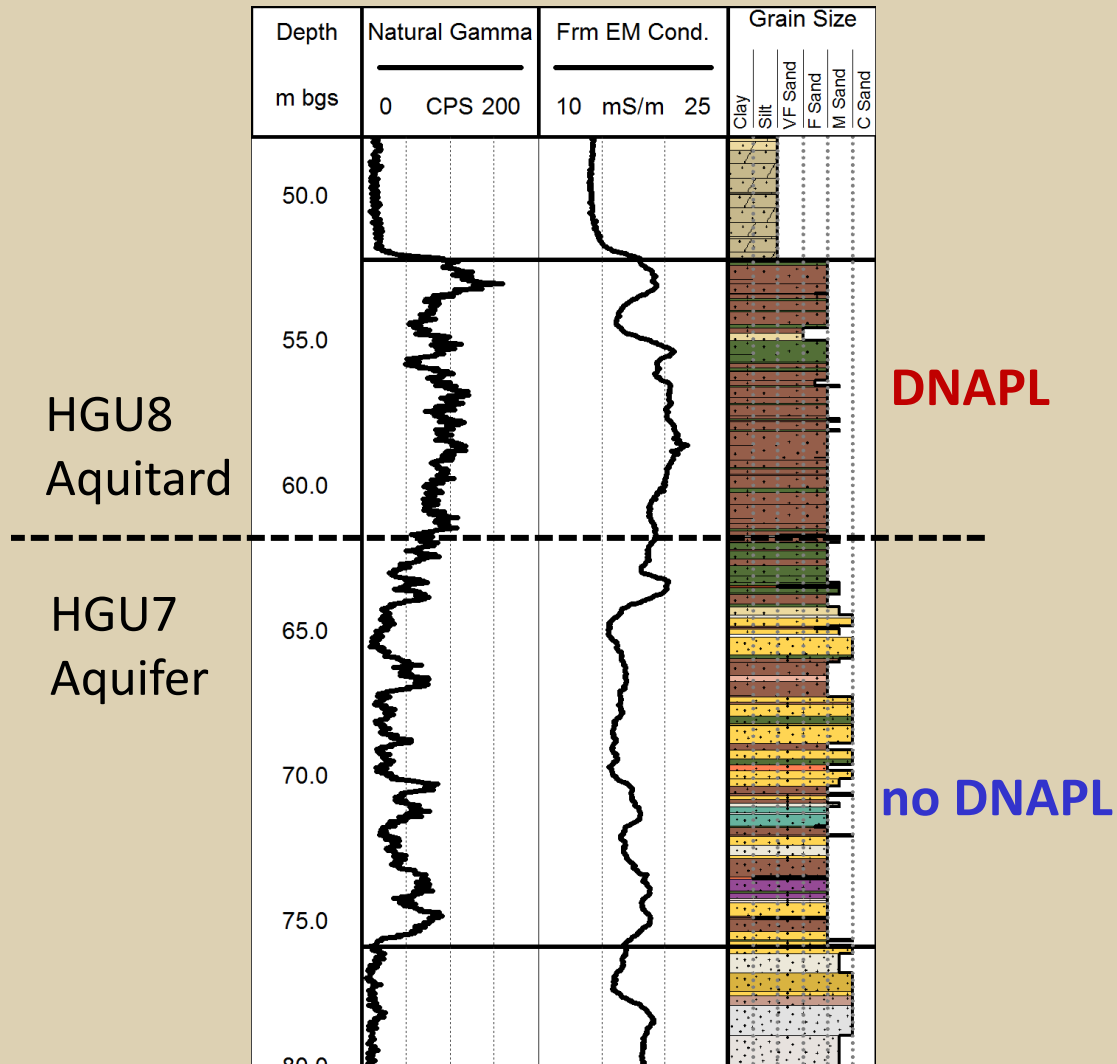 Depth
m bgs
Natural Gamma
0 CPS 200
Frm EM Cond.
10 mS/m 25
Grain Size
Clay
Silt
VF Sand
F Sand
M Sand
C Sand
50.0
55.0
60.0
65.0
70.0
75.0
80.0
HGU8
Aquitard
HGU7
Aquifer
DNAPL
no DNAPL